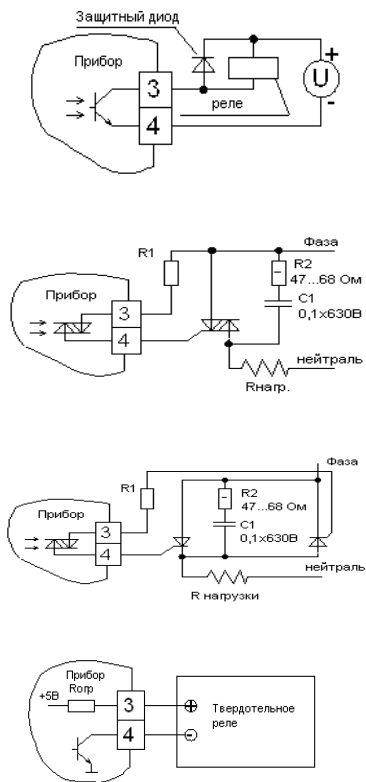 Защитный диод
Прибор
3
4
реле
U
+
-
Фаза
R1
R2
47...68 Ом
C1
0,1x630В
Прибор
3
4
нейтраль
Rнагр.
Фаза
R1
R2
47...68 Ом
C1
0,1x630В
Прибор
3
4
нейтраль
R нагрузки
Прибор
Rогр
+5В
3
4
+
-
Твердотельное
реле